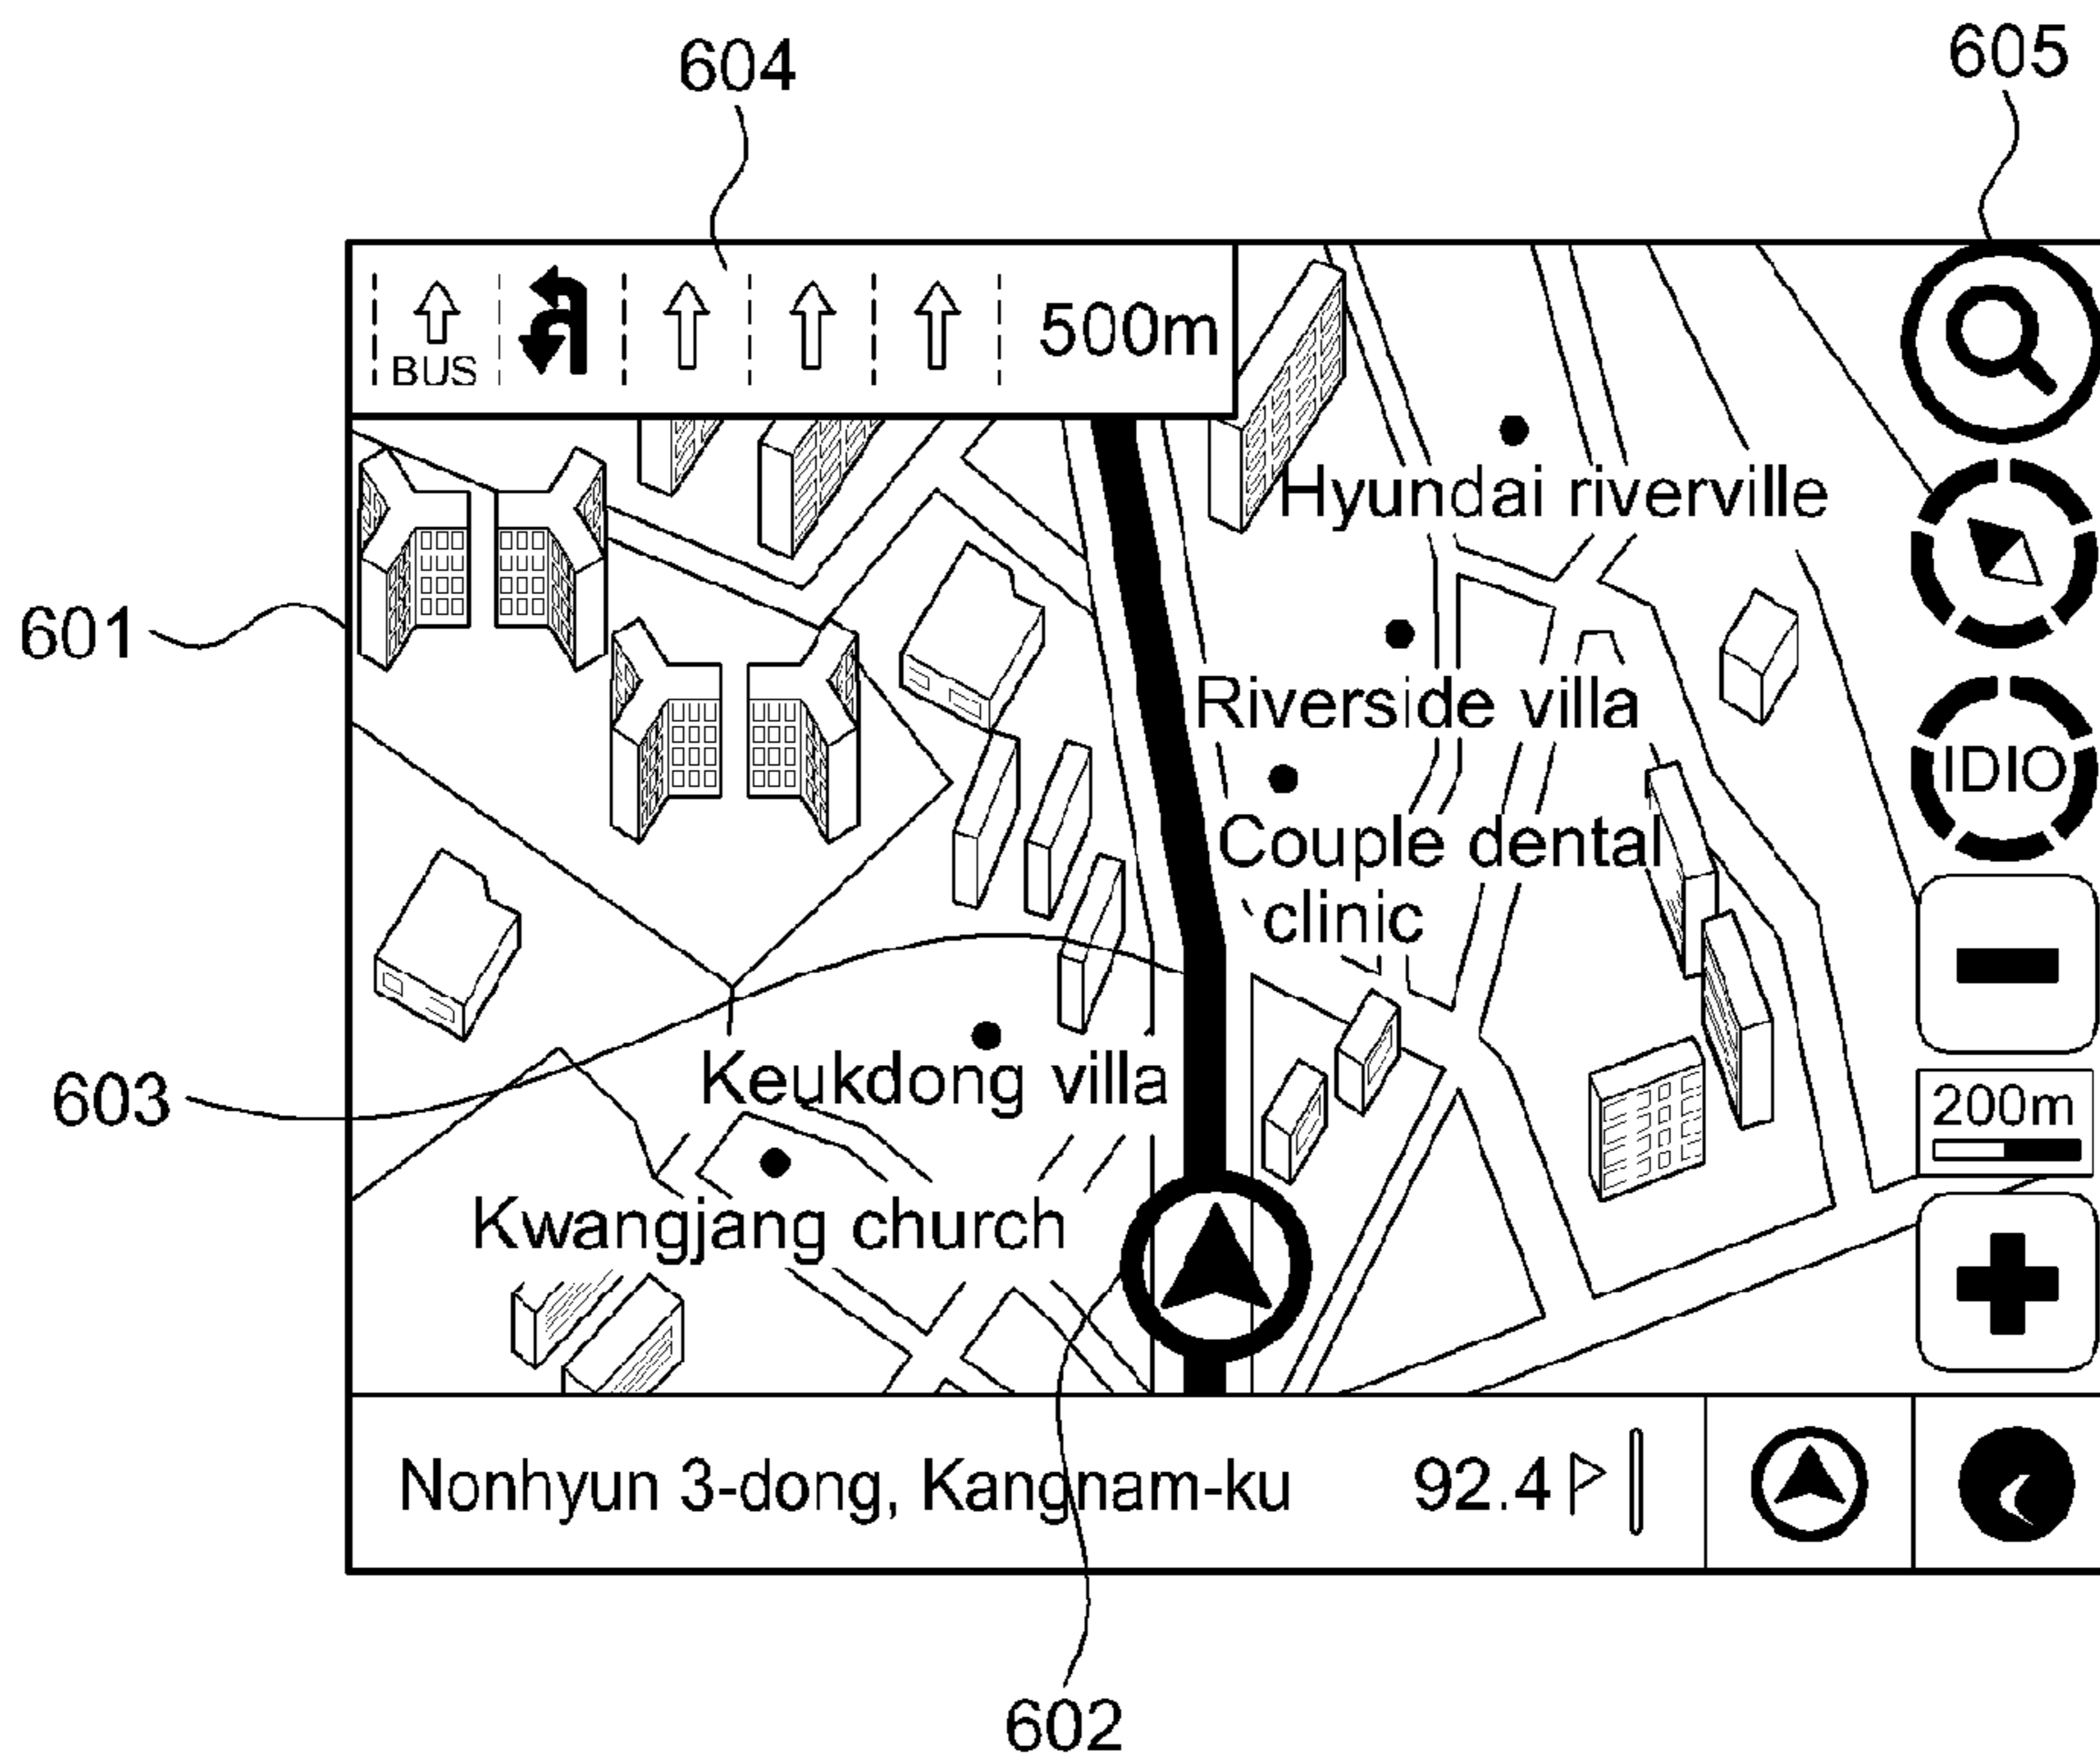 604
605
BUS
500m
Hyundai riverville
601
Riverside villa
IDIO
Couple dental
clinic
603
Keukdong villa
200m
Kwangjang church
Nonhyun 3-dong, Kangnam-ku 92.4
602